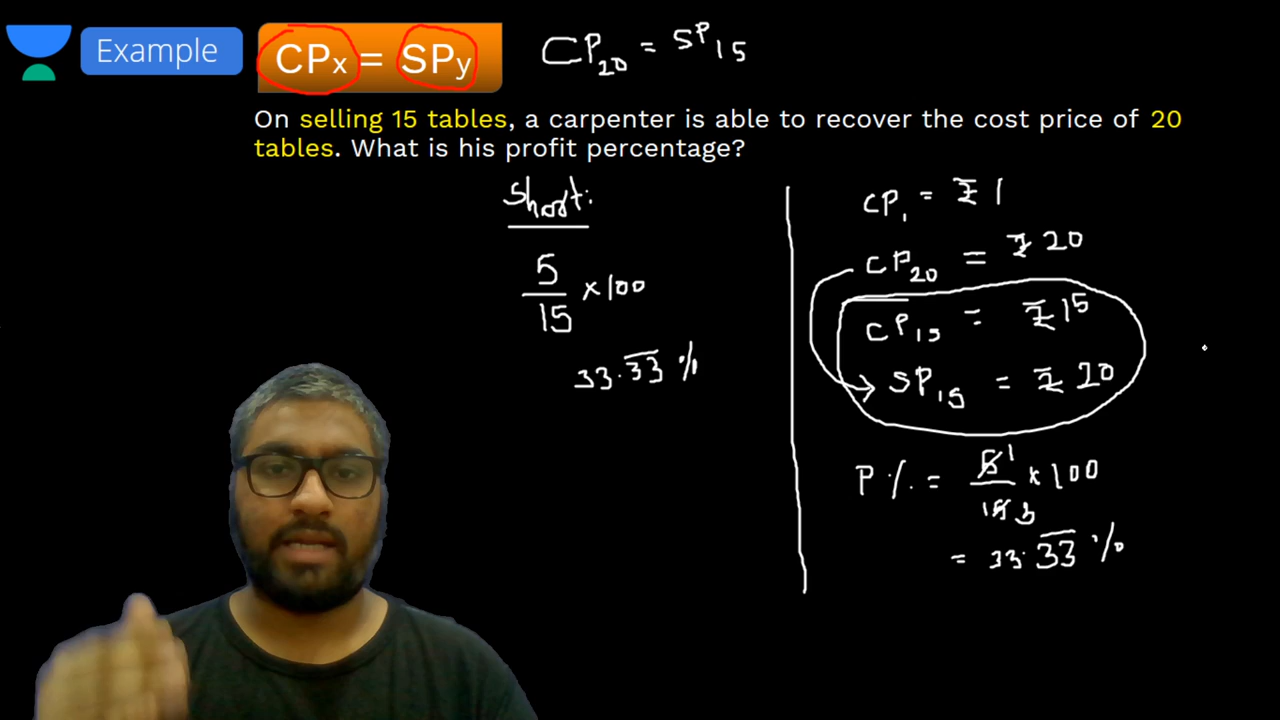 Example
CPx = SPy
CP20 = SP15
On selling 15 tables, a carpenter is able to recover the cost price of 20
tables. What is his profit percentage?
Short:
5
15
×100
33.33 %
CP1 = ₹ 1
CP20 = ₹ 20
CP15 = ₹ 15
SP15 = ₹ 20
P % = 5 1
15 3
× 100
= 33.33 %